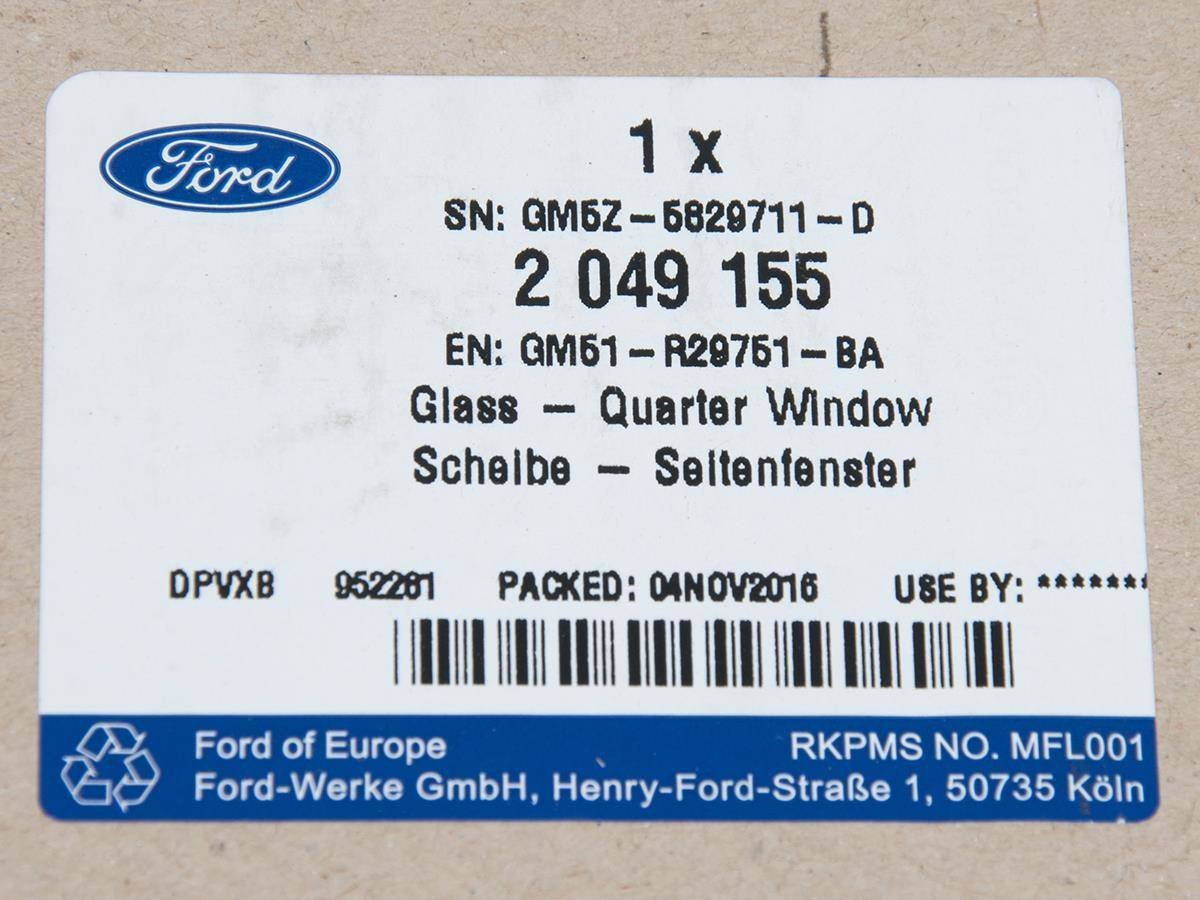 Ford
1 x
SN: GM5Z-5829711-D
2 049 155
EN: GM51-R29751-BA
Glass - Quarter Window
Scheibe - Seitenfenster
DPVXB 952281 PACKED: 04NOV2016 USE BY: *******
Ford of Europe RKPMS NO. MFL001
Ford-Werke GmbH, Henry-Ford-Straße 1, 50735 Köln